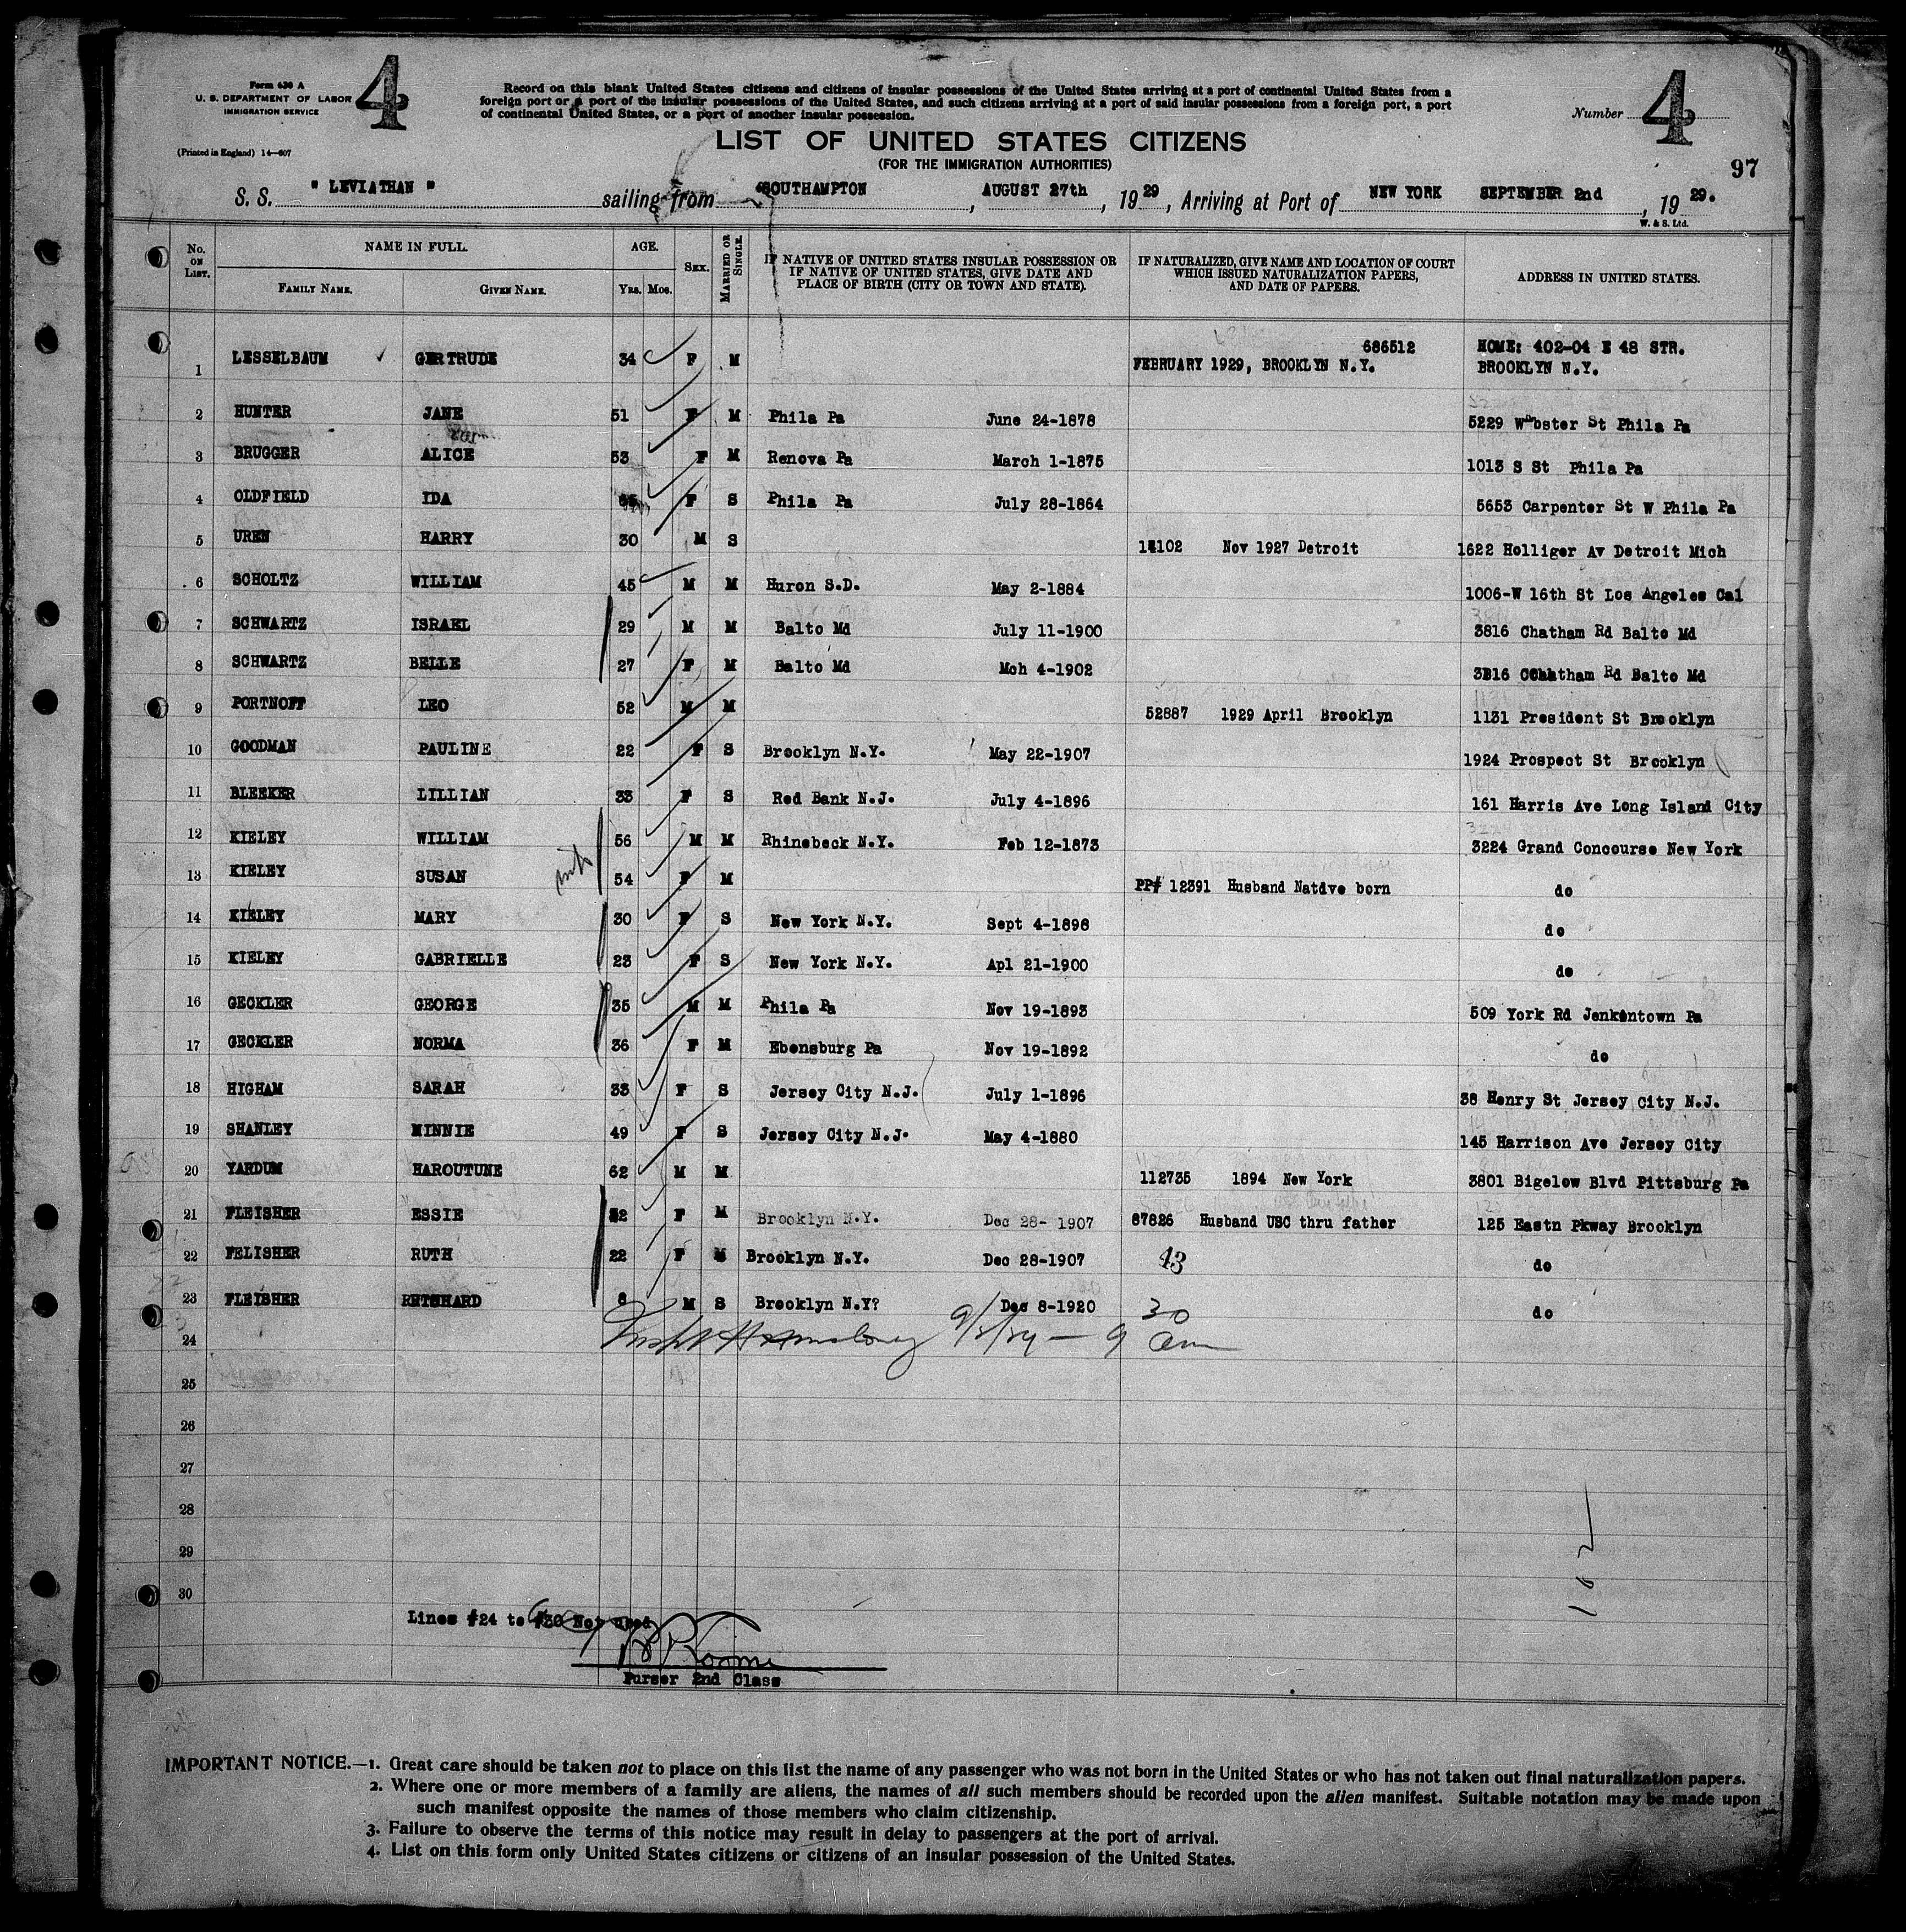 Form 630 A
U. S. DEPARTMENT OF LABOR
IMMIGRATION SERVICE
4
(Printed in England) 14—607
Record on this blank United States citizens and citizens of insular possessions of the United States arriving at a port of continental United States from a
foreign port or a port of the insular possessions of the United States, and such citizens arriving at a port of said insular possessions from a foreign port, a port
of continental United States, or a port of another insular possession.
Number 4
LIST OF UNITED STATES CITIZENS
(FOR THE IMMIGRATION AUTHORITIES)
97
S. S. "LEVIATHAN" sailing from SOUTHAMPTON, AUGUST 27th, 1929, Arriving at Port of NEW YORK SEPTEMBER 2nd, 1929.
W. & S. Ltd.
No. ON LIST. NAME IN FULL. FAMILY NAME. GIVEN NAME. AGE. YRS. MOS. SEX. MARRIED OR SINGLE. IF NATIVE OF UNITED STATES INSULAR POSSESSION OR IF NATIVE OF UNITED STATES, GIVE DATE AND PLACE OF BIRTH (CITY OR TOWN AND STATE). IF NATURALIZED, GIVE NAME AND LOCATION OF COURT WHICH ISSUED NATURALIZATION PAPERS, AND DATE OF PAPERS. ADDRESS IN UNITED STATES.
1 LESSELBAUM GERTRUDE 34 F M 686512 FEBRUARY 1929, BROOKLYN N.Y. HOME: 402-04 E 48 STR. BROOKLYN N.Y.
2 HUNTER JANE 51 F M Phila Pa June 24-1878 5229 Webster St Phila Pa
3 BRUGGER ALICE 53 F M Renova Pa March 1-1875 1013 S St Phila Pa
4 OLDFIELD IDA F S Phila Pa July 28-1864 5653 Carpenter St W Phila Pa
5 UREN HARRY 30 M S 14102 Nov 1927 Detroit 1622 Holliger Av Detroit Mich
6 SCHOLTZ WILLIAM 45 M M Huron S.D. May 2-1884 1006-W 16th St Los Angeles Cal
7 SCHWARTZ ISRAEL 29 M M Balto Md July 11-1900 3816 Chatham Rd Balto Md
8 SCHWARTZ BELLE 27 F M Balto Md Mch 4-1902 3816 Chatham Rd Balto Md
9 PORTNOFF LEO 52 M M 52887 1929 April Brooklyn 1131 President St Brooklyn
10 GOODMAN PAULINE 22 F S Brooklyn N.Y. May 22-1907 1924 Prospect St Brooklyn
11 BLEEKER LILLIAN 33 F S Red Bank N.J. July 4-1896 161 Harris Ave Long Island City
12 KIELEY WILLIAM 56 M M Rhinebeck N.Y. Feb 12-1873 3224 Grand Concourse New York
13 KIELEY SUSAN 54 F M PP# 12391 Husband Native born do
14 KIELEY MARY 30 F S New York N.Y. Sept 4-1898 do
15 KIELEY GABRIELLE 23 F S New York N.Y. Apl 21-1900 do
16 GECKLER GEORGE 35 M M Phila Pa Nov 19-1893 509 York Rd Jenkintown Pa
17 GECKLER NORMA 36 F M Ebensburg Pa Nov 19-1892 do
18 HIGHAM SARAH 33 F S Jersey City N.J. July 1-1896 38 Henry St Jersey City N.J.
19 SHANLEY MINNIE 49 F S Jersey City N.J. May 4-1880 145 Harrison Ave Jersey City
20 YARDUM HAROUTUNE 62 M M 112735 1894 New York 3801 Bigelow Blvd Pittsburg Pa
21 FLEISHER ESSIE F M Brooklyn N.Y. Dec 28-1907 87826 Husband USC thru father 125 Eastn Pkway Brooklyn
22 FELISHER RUTH 22 F M Brooklyn N.Y. Dec 28-1907 43 do
23 FLEISHER 8 M S Brooklyn N.Y? Dec 8-1920 do
24 9 30 am
25
26
27
28
29
30
102
Lines #24 to #30 Not used
Purser 2nd Class
IMPORTANT NOTICE.—1. Great care should be taken not to place on this list the name of any passenger who was not born in the United States or who has not taken out final naturalization papers.
2. Where one or more members of a family are aliens, the names of all such members should be recorded upon the alien manifest. Suitable notation may be made upon
such manifest opposite the names of those members who claim citizenship.
3. Failure to observe the terms of this notice may result in delay to passengers at the port of arrival.
4. List on this form only United States citizens or citizens of an insular possession of the United States.